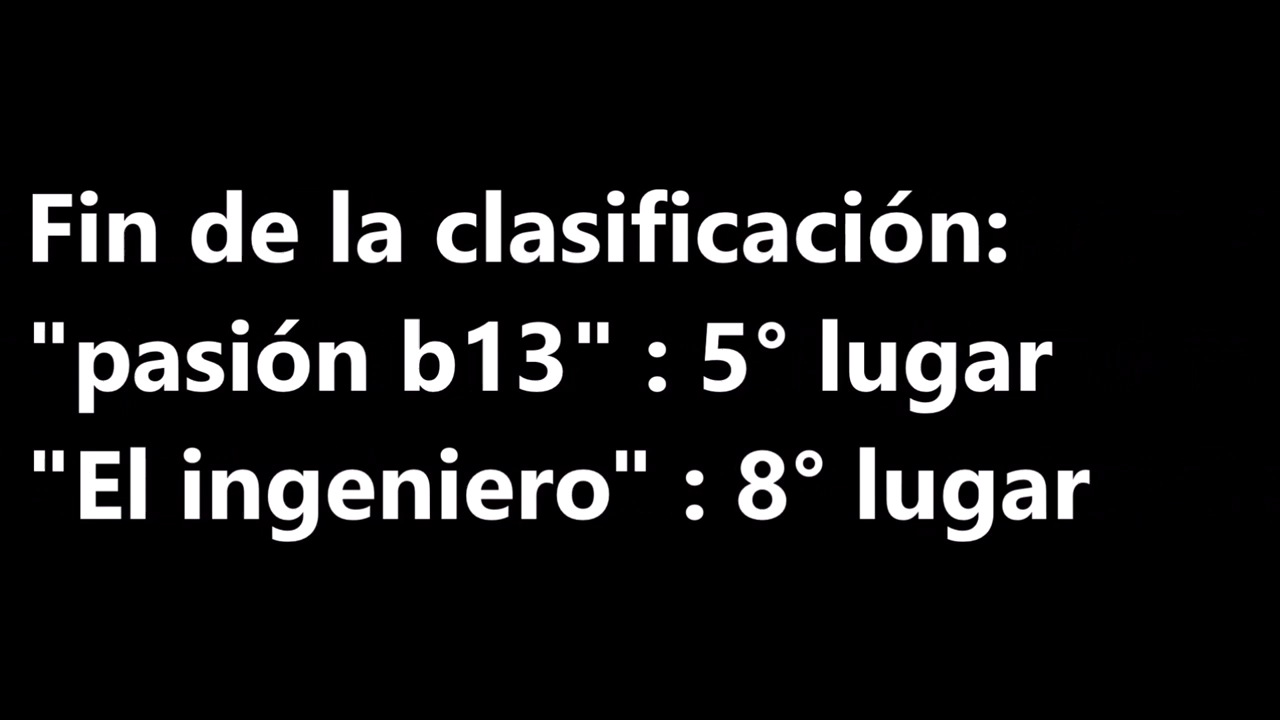 Fin de la clasificación:
"pasión b13" : 5° lugar
"El ingeniero" : 8° lugar